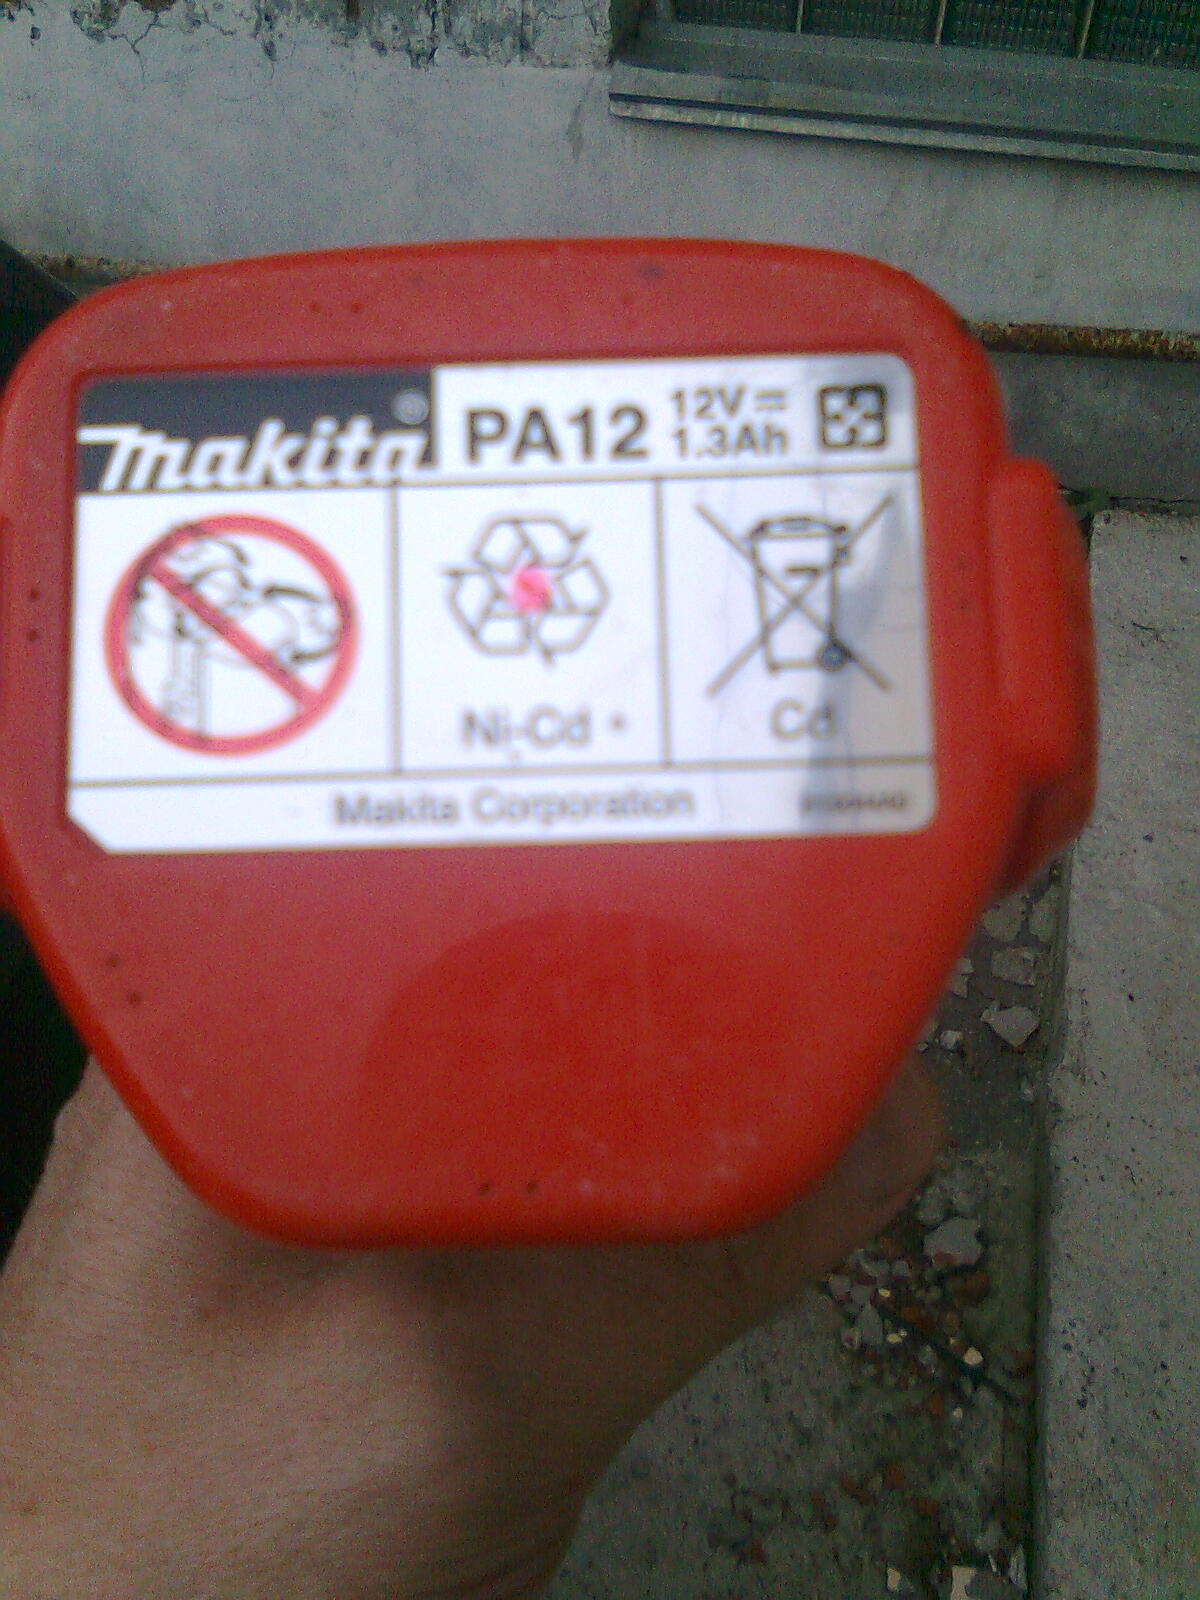 makita®
PA12
12V
1.3Ah
Ni-Cd
Cd
Makita Corporation